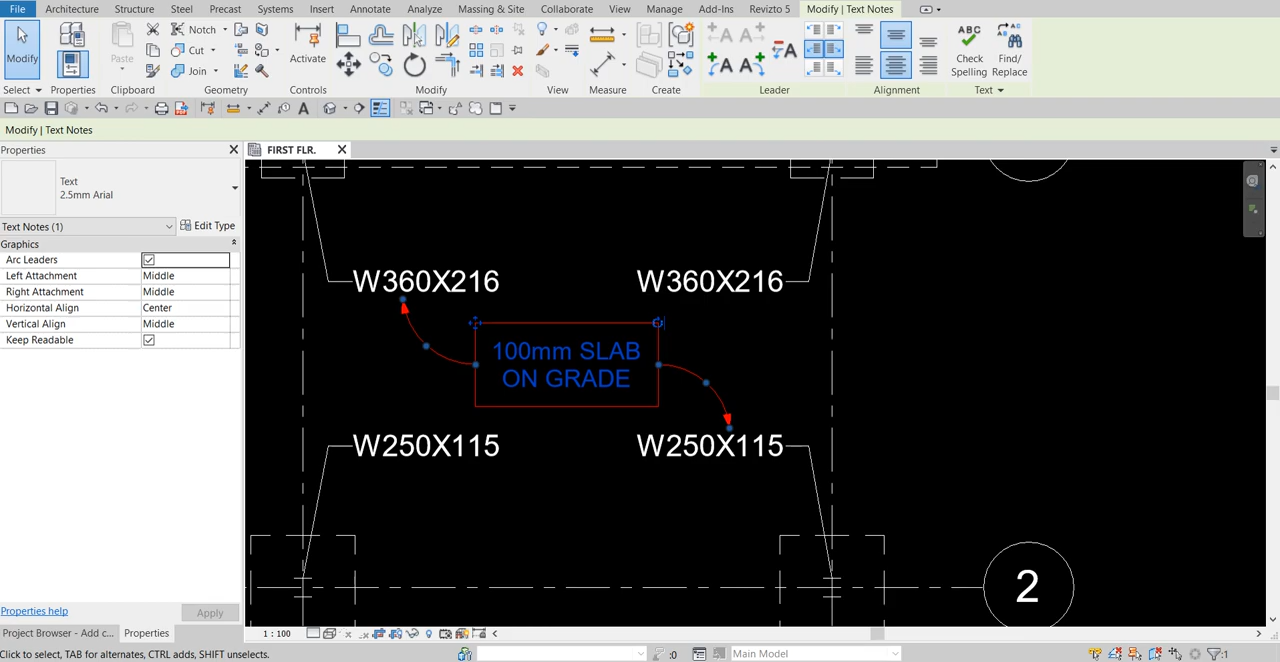 File Architecture Structure Steel Precast Systems Insert Annotate Analyze Massing & Site Collaborate View Manage Add-Ins Revizto 5 Modify | Text Notes
Modify
Paste
Notch
Cut
Join
Activate
Check Spelling
Find/ Replace
Select Properties Clipboard Geometry Controls Modify View Measure Create Leader Alignment Text
Modify | Text Notes
Properties
FIRST FLR.
Text
2.5mm Arial
Text Notes (1)
Edit Type
Graphics
Arc Leaders
Left Attachment Middle
Right Attachment Middle
Horizontal Align Center
Vertical Align Middle
Keep Readable
W360X216 W360X216
100mm SLAB
ON GRADE
W250X115 W250X115
2
Properties help
Apply
Project Browser - Add c... Properties
1 : 100
Click to select, TAB for alternates, CTRL adds, SHIFT unselects.
:0
Main Model
:1